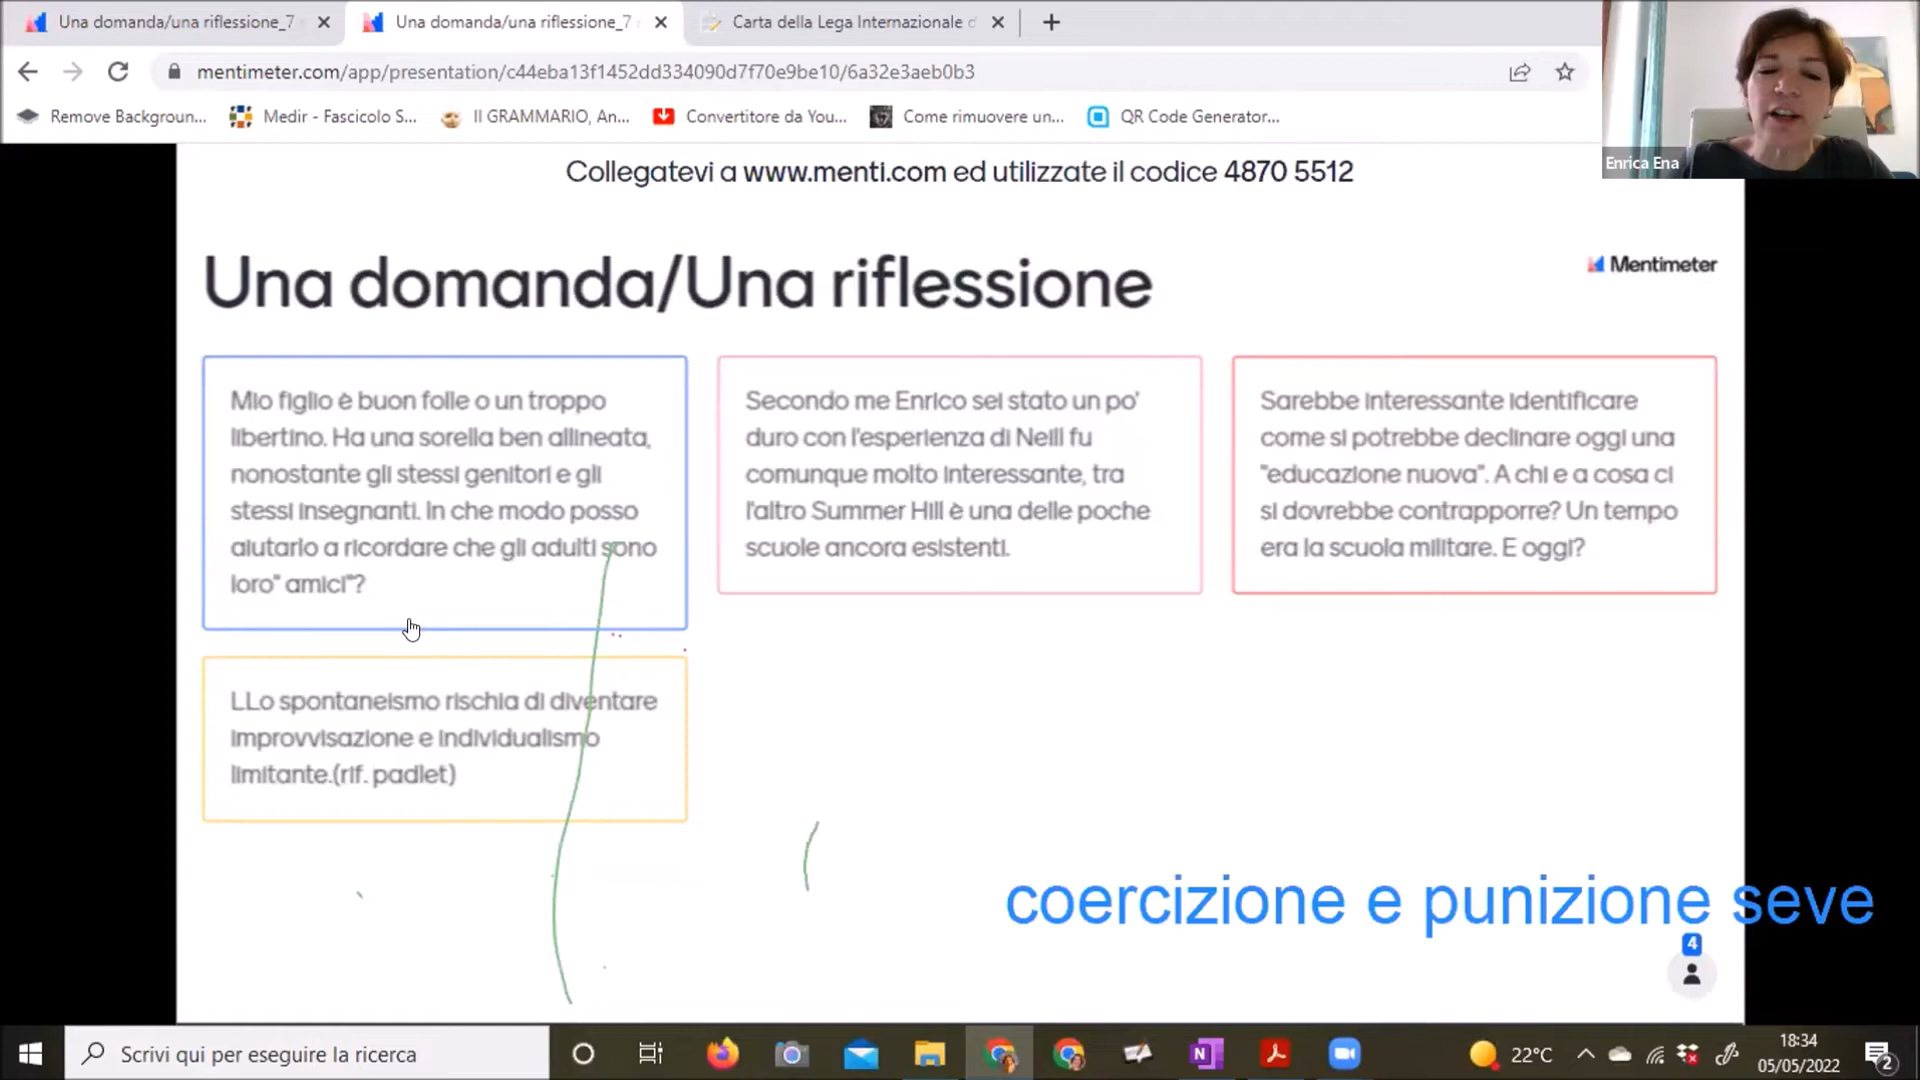 Una domanda/una riflessione_7
Una domanda/una riflessione_7
Carta della Lega Internazionale d
mentimeter.com/app/presentation/c44eba13f1452dd334090d7f70e9be10/6a32e3aeb0b3
Remove Backgroun...
Medir - Fascicolo S...
Il GRAMMARIO, An...
Convertitore da You...
Come rimuovere un...
QR Code Generator...
Enrica Ena
Collegatevi a www.menti.com ed utilizzate il codice 4870 5512
Una domanda/Una riflessione
Mentimeter
Mio figlio è buon folle o un troppo
libertino. Ha una sorella ben allineata,
nonostante gli stessi genitori e gli
stessi insegnanti. In che modo posso
aiutarlo a ricordare che gli adulti sono
loro" amici"?
Secondo me Enrico sei stato un po'
duro con l'esperienza di Neill fu
comunque molto interessante, tra
l'altro Summer Hill è una delle poche
scuole ancora esistenti.
Sarebbe interessante identificare
come si potrebbe declinare oggi una
"educazione nuova". A chi e a cosa ci
si dovrebbe contrapporre? Un tempo
era la scuola militare. E oggi?
LLo spontaneismo rischia di diventare
improvvisazione e individualismo
limitante.(rif. padlet)
coercizione e punizione seve
4
Scrivi qui per eseguire la ricerca
22°C
18:34
05/05/2022
2